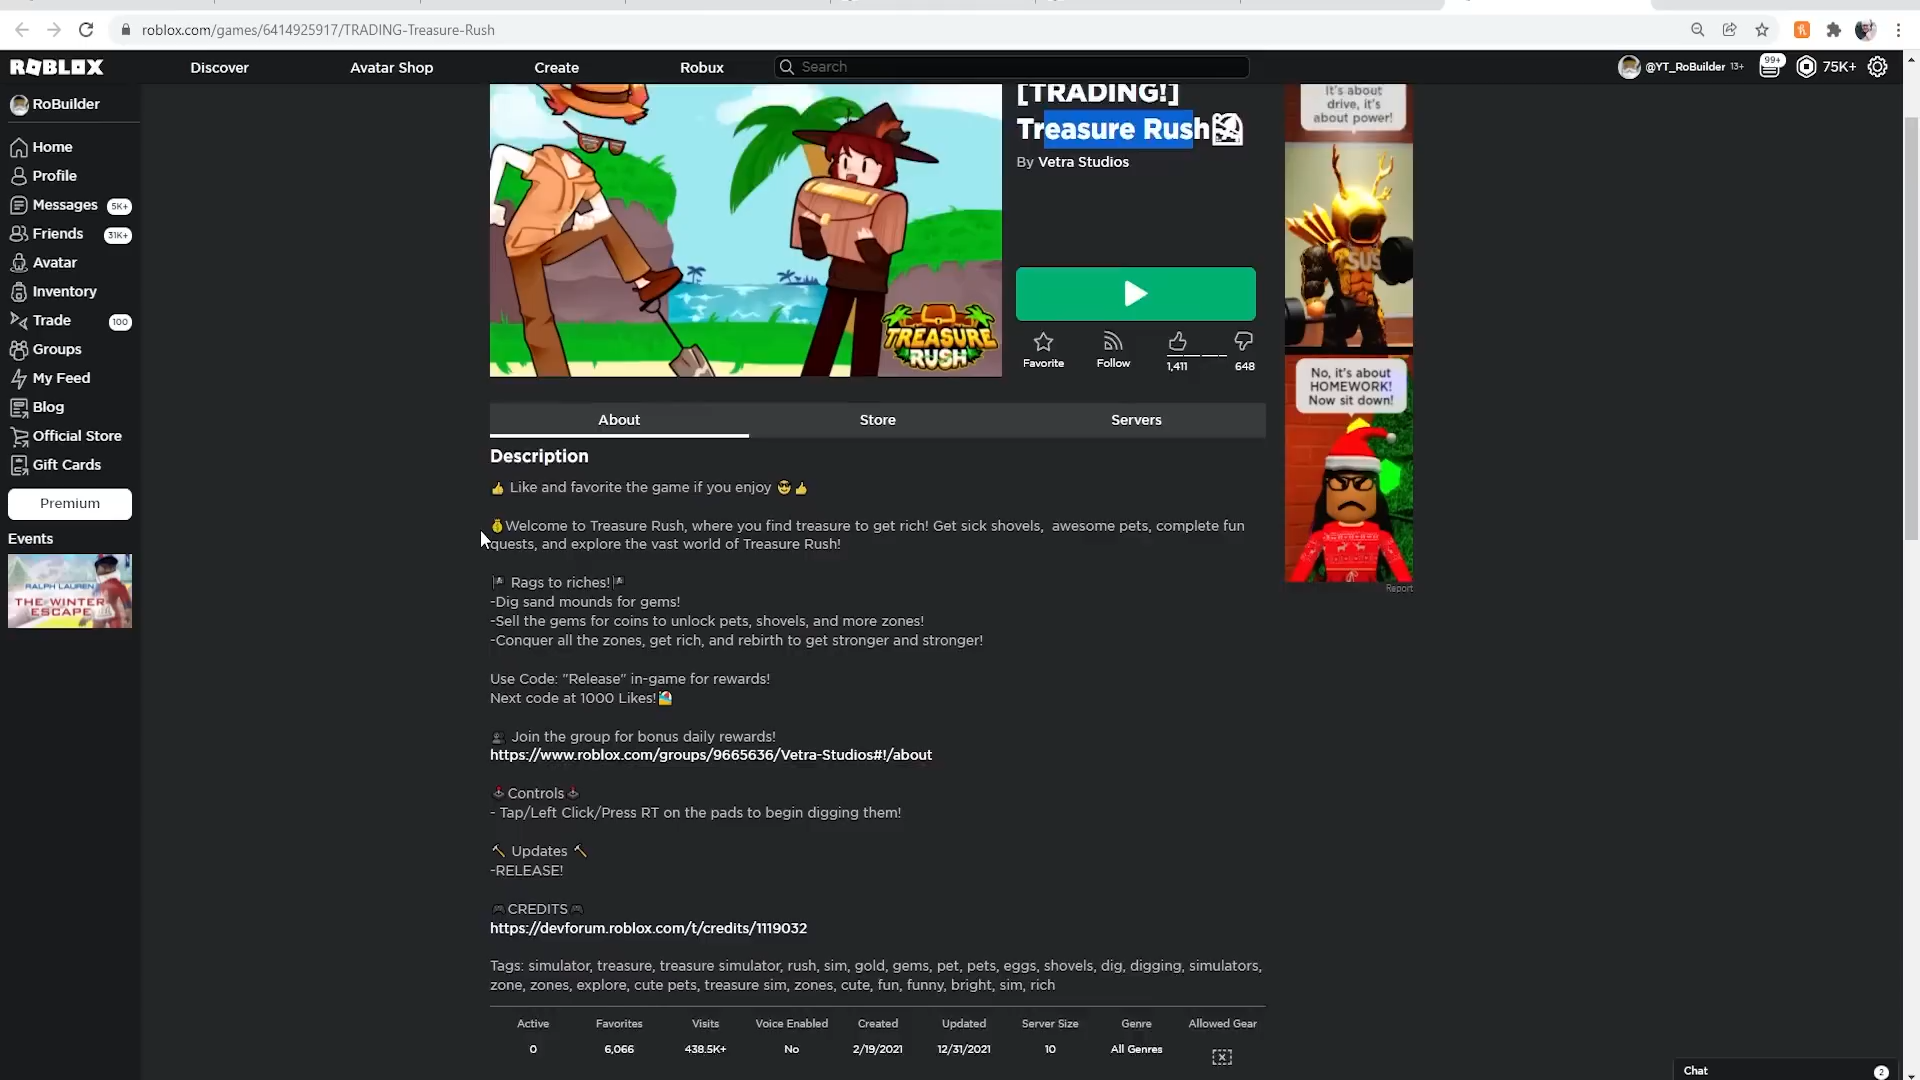 roblox.com/games/6414925917/TRADING-Treasure-Rush
ROBLOX
Discover
Avatar Shop
Create
Robux
Search
@YT_RoBuilder 13+
99+
75K+
RoBuilder
Home
Profile
Messages 5K+
Friends 31K+
Avatar
Inventory
Trade 100
Groups
My Feed
Blog
Official Store
Gift Cards
Premium
Events
RALPH LAUREN
THE WINTER
ESCAPE
TREASURE
RUSH
[TRADING!]
Treasure Rush
By Vetra Studios
Favorite
Follow
1,411
648
It's about
drive, it's
about power!
SUS
No, it's about
HOMEWORK!
Now sit down!
Report
About
Store
Servers
Description
👍 Like and favorite the game if you enjoy 😎👍
💰Welcome to Treasure Rush, where you find treasure to get rich! Get sick shovels, awesome pets, complete fun
quests, and explore the vast world of Treasure Rush!
🏴 Rags to riches!🏴
-Dig sand mounds for gems!
-Sell the gems for coins to unlock pets, shovels, and more zones!
-Conquer all the zones, get rich, and rebirth to get stronger and stronger!
Use Code: "Release" in-game for rewards!
Next code at 1000 Likes!
👥 Join the group for bonus daily rewards!
https://www.roblox.com/groups/9665636/Vetra-Studios#!/about
🕹Controls🕹
- Tap/Left Click/Press RT on the pads to begin digging them!
🔨 Updates 🔨
-RELEASE!
🎮CREDITS🎮
https://devforum.roblox.com/t/credits/1119032
Tags: simulator, treasure, treasure simulator, rush, sim, gold, gems, pet, pets, eggs, shovels, dig, digging, simulators,
zone, zones, explore, cute pets, treasure sim, zones, cute, fun, funny, bright, sim, rich
Active Favorites Visits Voice Enabled Created Updated Server Size Genre Allowed Gear
0 6,066 438.5K+ No 2/19/2021 12/31/2021 10 All Genres
Chat 2